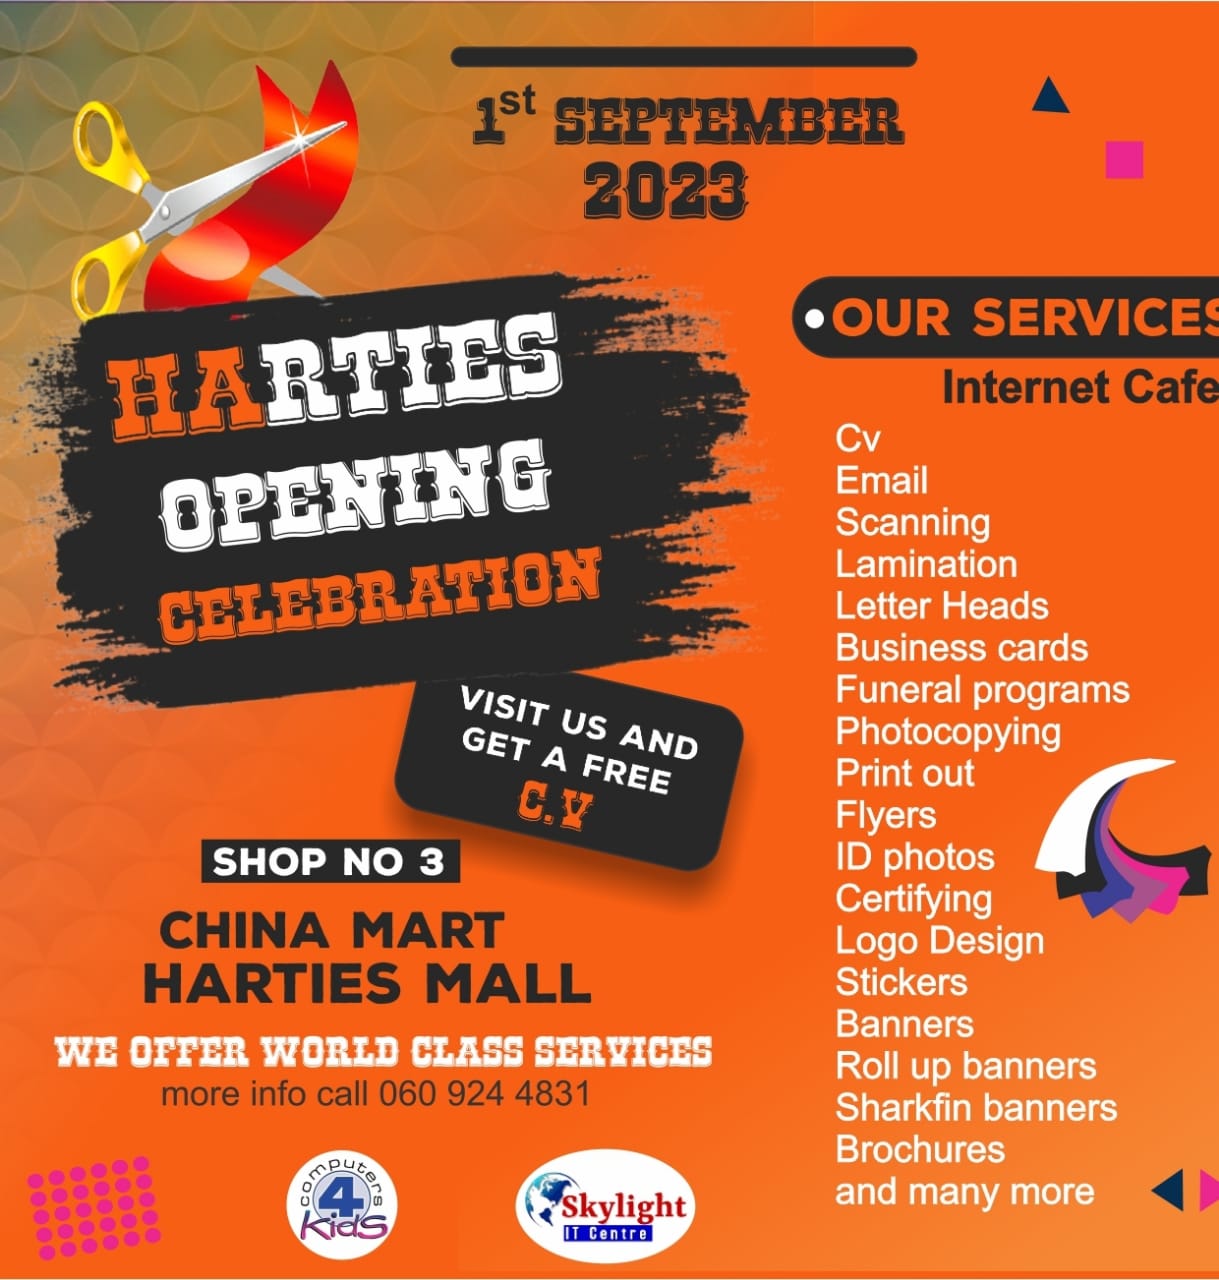 1st SEPTEMBER
2023
HARTIES
OPENING
CELEBRATION
VISIT US AND
GET A FREE
C.V
SHOP NO 3
CHINA MART
HARTIES MALL
WE OFFER WORLD CLASS SERVICES
more info call 060 924 4831
computers
4
Kids
Skylight
IT Centre
OUR SERVICES
Internet Cafe
Cv
Email
Scanning
Lamination
Letter Heads
Business cards
Funeral programs
Photocopying
Print out
Flyers
ID photos
Certifying
Logo Design
Stickers
Banners
Roll up banners
Sharkfin banners
Brochures
and many more